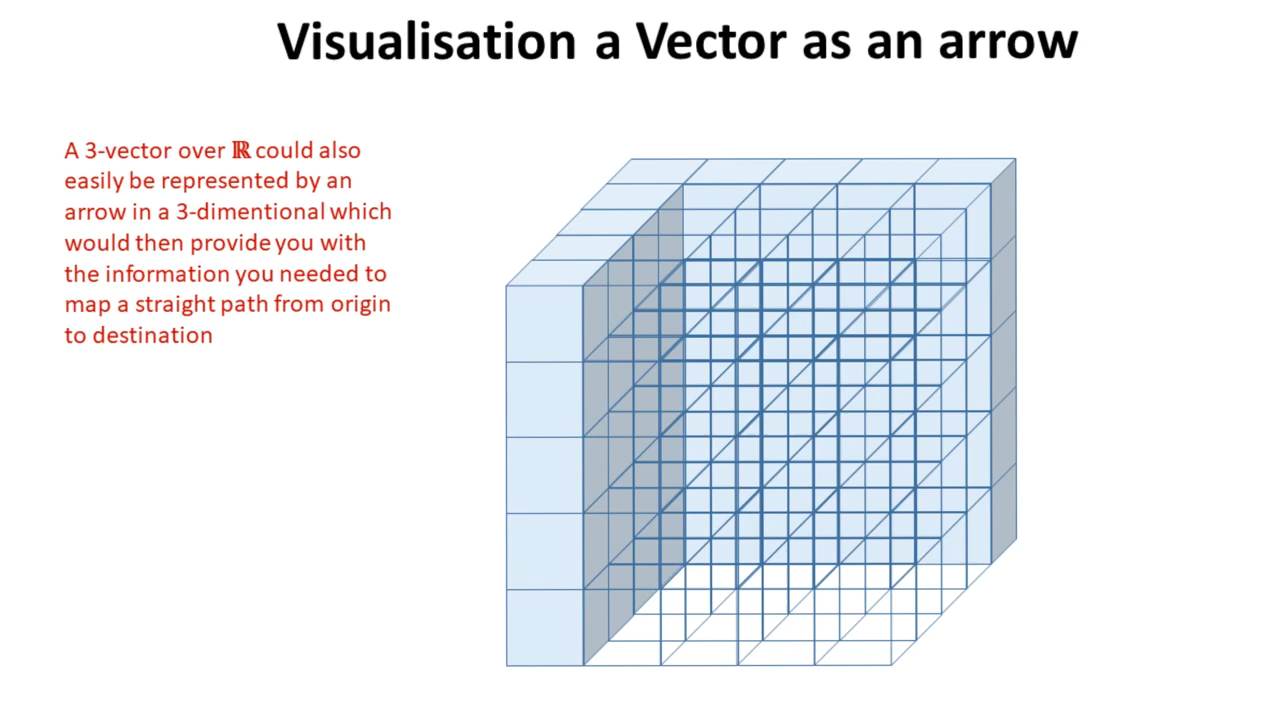 Visualisation a Vector as an arrow
A 3-vector over ℝ could also
easily be represented by an
arrow in a 3-dimentional which
would then provide you with
the information you needed to
map a straight path from origin
to destination